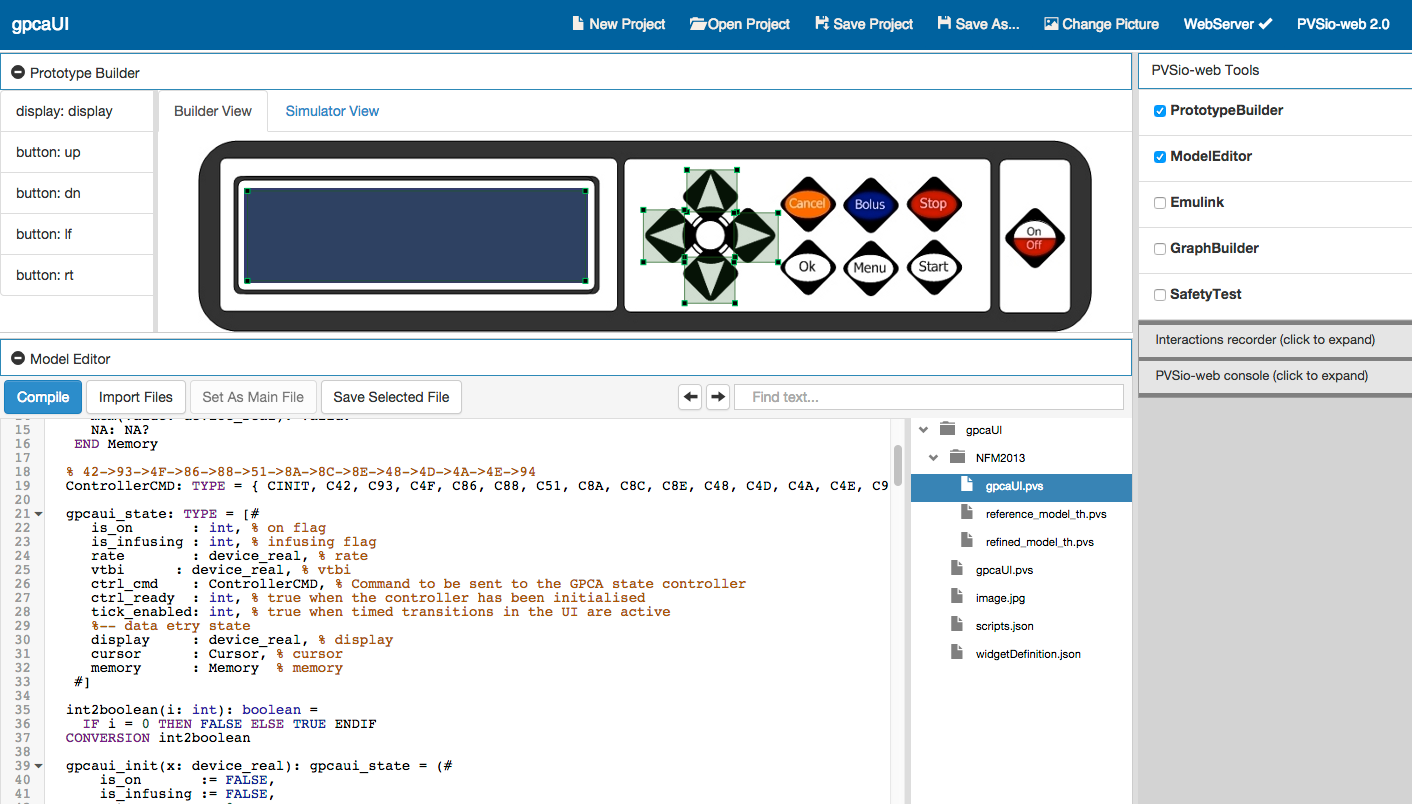 gpcaUI
New Project Open Project Save Project Save As... Change Picture WebServer PVSio-web 2.0
Prototype Builder
display: display
button: up
button: dn
button: lf
button: rt
Builder View Simulator View
Cancel Bolus Stop
Ok Menu Start
On
Off
PVSio-web Tools
PrototypeBuilder
ModelEditor
Emulink
GraphBuilder
SafetyTest
Interactions recorder (click to expand)
PVSio-web console (click to expand)
Model Editor
Compile Import Files Set As Main File Save Selected File Find text...
15 NA: NA?
16 END Memory
17
18 % 42->93->4F->86->88->51->8A->8C->8E->48->4D->4A->4E->94
19 ControllerCMD: TYPE = { CINIT, C42, C93, C4F, C86, C88, C51, C8A, C8C, C8E, C48, C4D, C4A, C4E, C9
20
21 gpcaui_state: TYPE = [#
22 is_on : int, % on flag
23 is_infusing : int, % infusing flag
24 rate : device_real, % rate
25 vtbi : device_real, % vtbi
26 ctrl_cmd : ControllerCMD, % Command to be sent to the GPCA state controller
27 ctrl_ready : int, % true when the controller has been initialised
28 tick_enabled: int, % true when timed transitions in the UI are active
29 %-- data etry state
30 display : device_real, % display
31 cursor : Cursor, % cursor
32 memory : Memory % memory
33 #]
34
35 int2boolean(i: int): boolean =
36 IF i = 0 THEN FALSE ELSE TRUE ENDIF
37 CONVERSION int2boolean
38
39 gpcaui_init(x: device_real): gpcaui_state = (#
40 is_on := FALSE,
41 is_infusing := FALSE,
gpcaUI
NFM2013
gpcaUI.pvs
reference_model_th.pvs
refined_model_th.pvs
gpcaUI.pvs
image.jpg
scripts.json
widgetDefinition.json